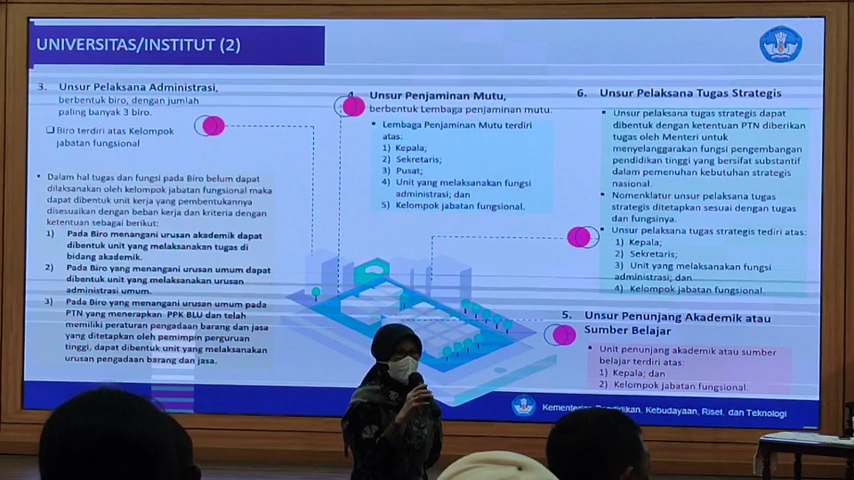 UNIVERSITAS/INSTITUT (2)
3. Unsur Pelaksana Administrasi,
berbentuk biro, dengan jumlah
paling banyak 3 biro.
❑ Biro terdiri atas Kelompok
jabatan fungsional
▪ Dalam hal tugas dan fungsi pada Biro belum dapat
dilaksanakan oleh kelompok jabatan fungsional maka
dapat dibentuk unit kerja yang pembentukannya
disesuaikan dengan beban kerja dan kriteria dengan
ketentuan sebagai berikut:
1) Pada Biro menangani urusan akademik dapat
dibentuk unit yang melaksanakan tugas di
bidang akademik.
2) Pada Biro yang menangani urusan umum dapat
dibentuk unit yang melaksanakan urusan
administrasi umum.
3) Pada Biro yang menangani urusan umum pada
PTN yang menerapkan PPK BLU dan telah
memiliki peraturan pengadaan barang dan jasa
yang ditetapkan oleh pemimpin perguruan
tinggi, dapat dibentuk unit yang melaksanakan
urusan pengadaan barang dan jasa.
Unsur Penjaminan Mutu,
berbentuk Lembaga penjaminan mutu.
▪ Lembaga Penjaminan Mutu terdiri
atas:
1) Kepala;
2) Sekretaris;
3) Pusat;
4) Unit yang melaksanakan fungsi
administrasi; dan
5) Kelompok jabatan fungsional.
6. Unsur Pelaksana Tugas Strategis
▪ Unsur pelaksana tugas strategis dapat
dibentuk dengan ketentuan PTN diberikan
tugas oleh Menteri untuk
menyelanggarakan fungsi pengembangan
pendidikan tinggi yang bersifat substantif
dalam pemenuhan kebutuhan strategis
nasional.
▪ Nomenklatur unsur pelaksana tugas
strategis ditetapkan sesuai dengan tugas
dan fungsinya.
▪ Unsur pelaksana tugas strategis tediri atas:
1) Kepala;
2) Sekretaris;
3) Unit yang melaksanakan fungsi
administrasi; dan
4) Kelompok jabatan fungsional.
5. Unsur Penunjang Akademik atau
Sumber Belajar
▪ Unit penunjang akademik atau sumber
belajar terdiri atas:
1) Kepala; dan
2) Kelompok jabatan fungsional.
Kementerian Pendidikan, Kebudayaan, Riset, dan Teknologi